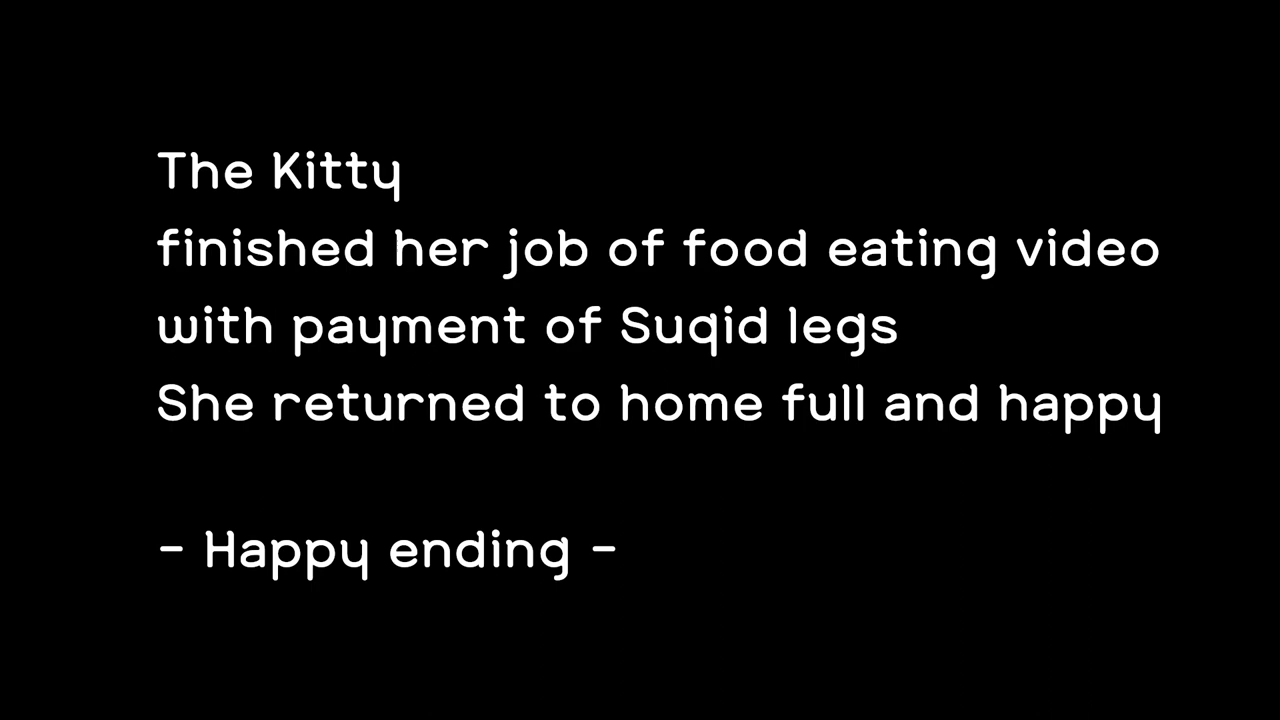 The Kitty
finished her job of food eating video
with payment of Suqid legs
She returned to home full and happy
- Happy ending -